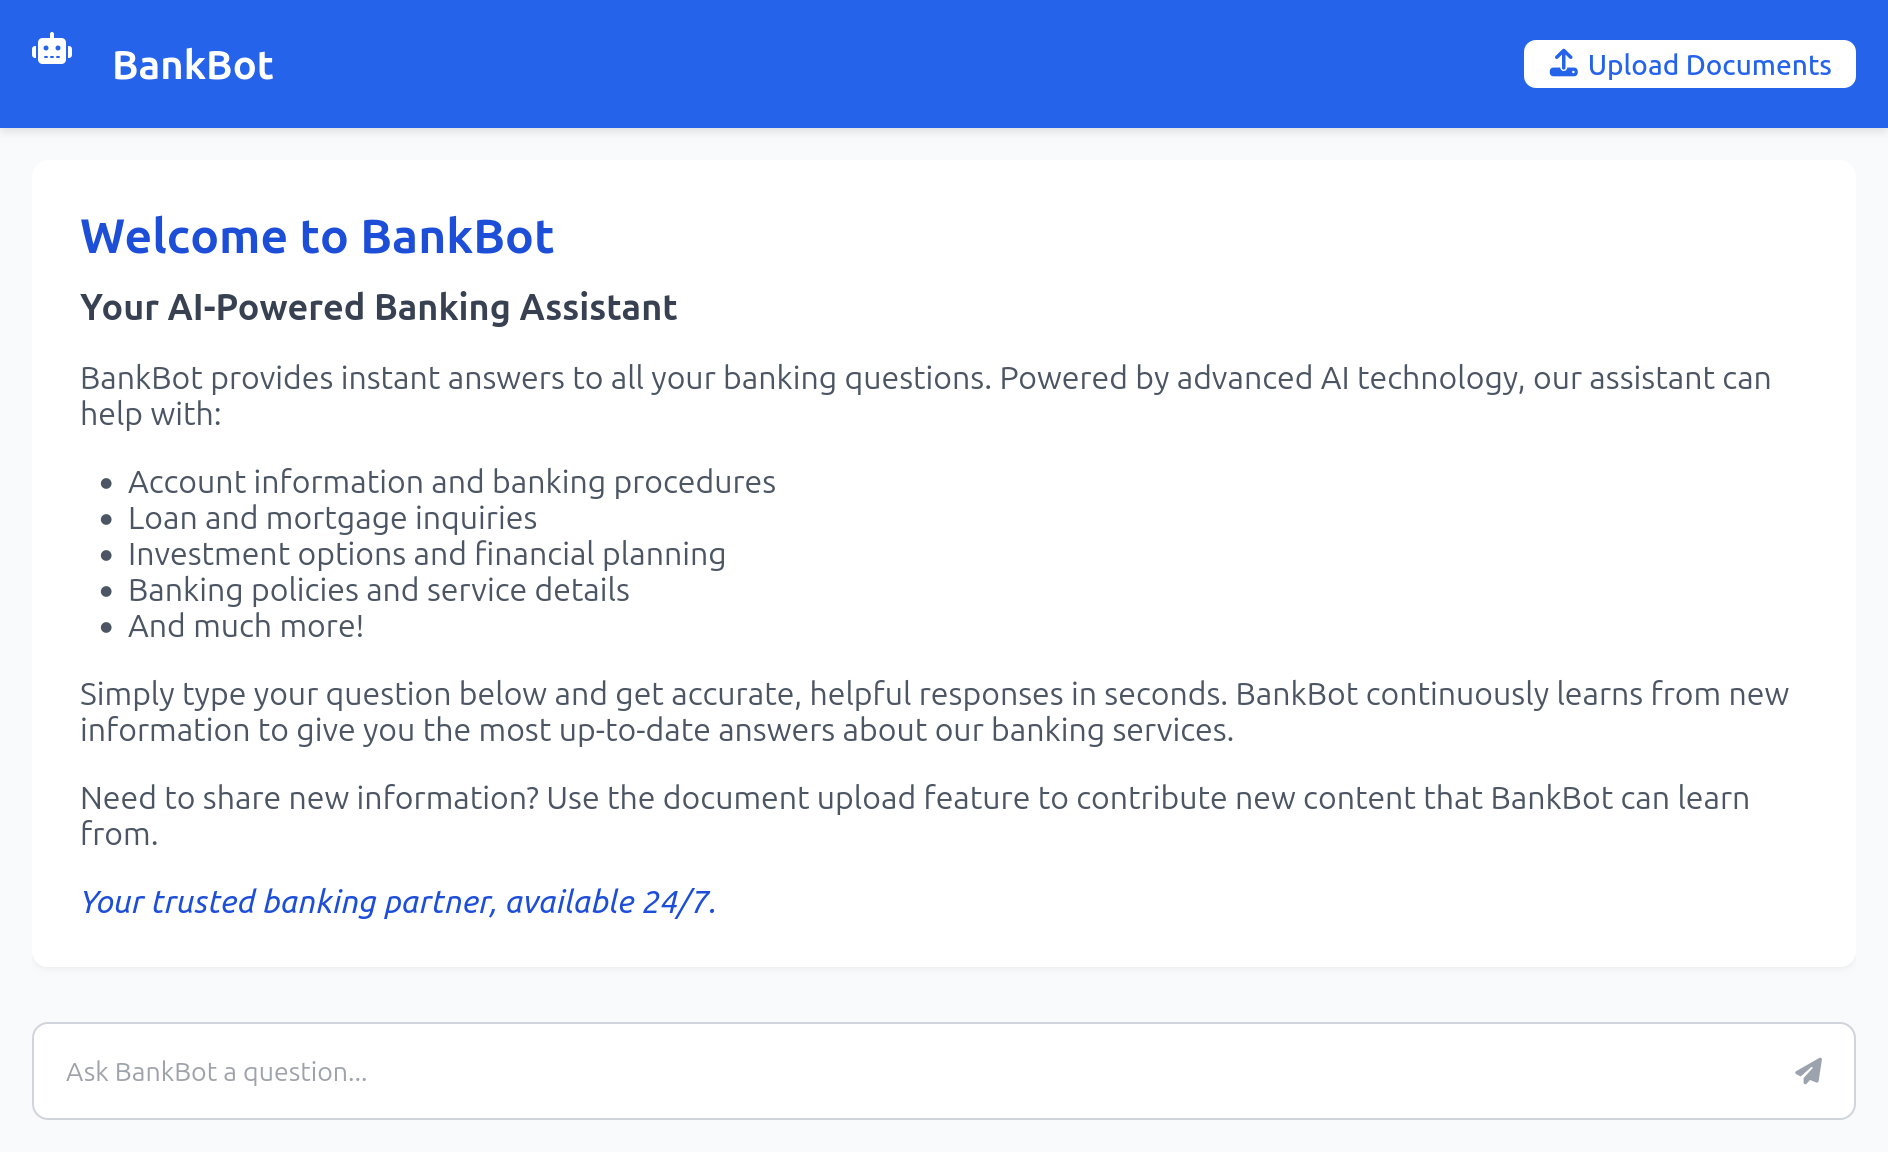 BankBot
Upload Documents
Welcome to BankBot
Your AI-Powered Banking Assistant
BankBot provides instant answers to all your banking questions. Powered by advanced AI technology, our assistant can
help with:
• Account information and banking procedures
• Loan and mortgage inquiries
• Investment options and financial planning
• Banking policies and service details
• And much more!
Simply type your question below and get accurate, helpful responses in seconds. BankBot continuously learns from new
information to give you the most up-to-date answers about our banking services.
Need to share new information? Use the document upload feature to contribute new content that BankBot can learn
from.
Your trusted banking partner, available 24/7.
Ask BankBot a question...